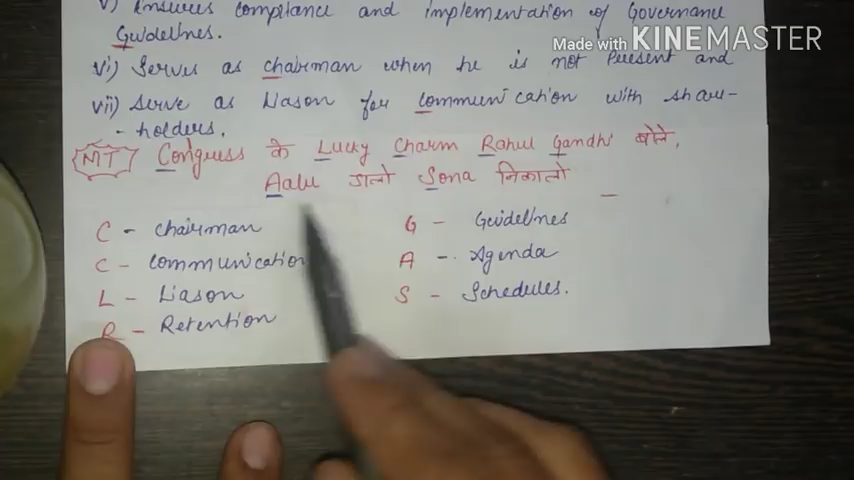 v) Ensures compliance and implementation of Governance
Guidelines.
Made with KINEMASTER
vi) Serves as chairman when he is not Present and
vii) serve as Liason for communication with share-
-holders.
MT Congress के Lucky Charm Rahul Gandhi बोले,
Aalu डालो Sona निकालो
C - Chairman
C - Communication
L - Liason
R - Retention
G - Guidelines
A - Agenda
S - Schedules.